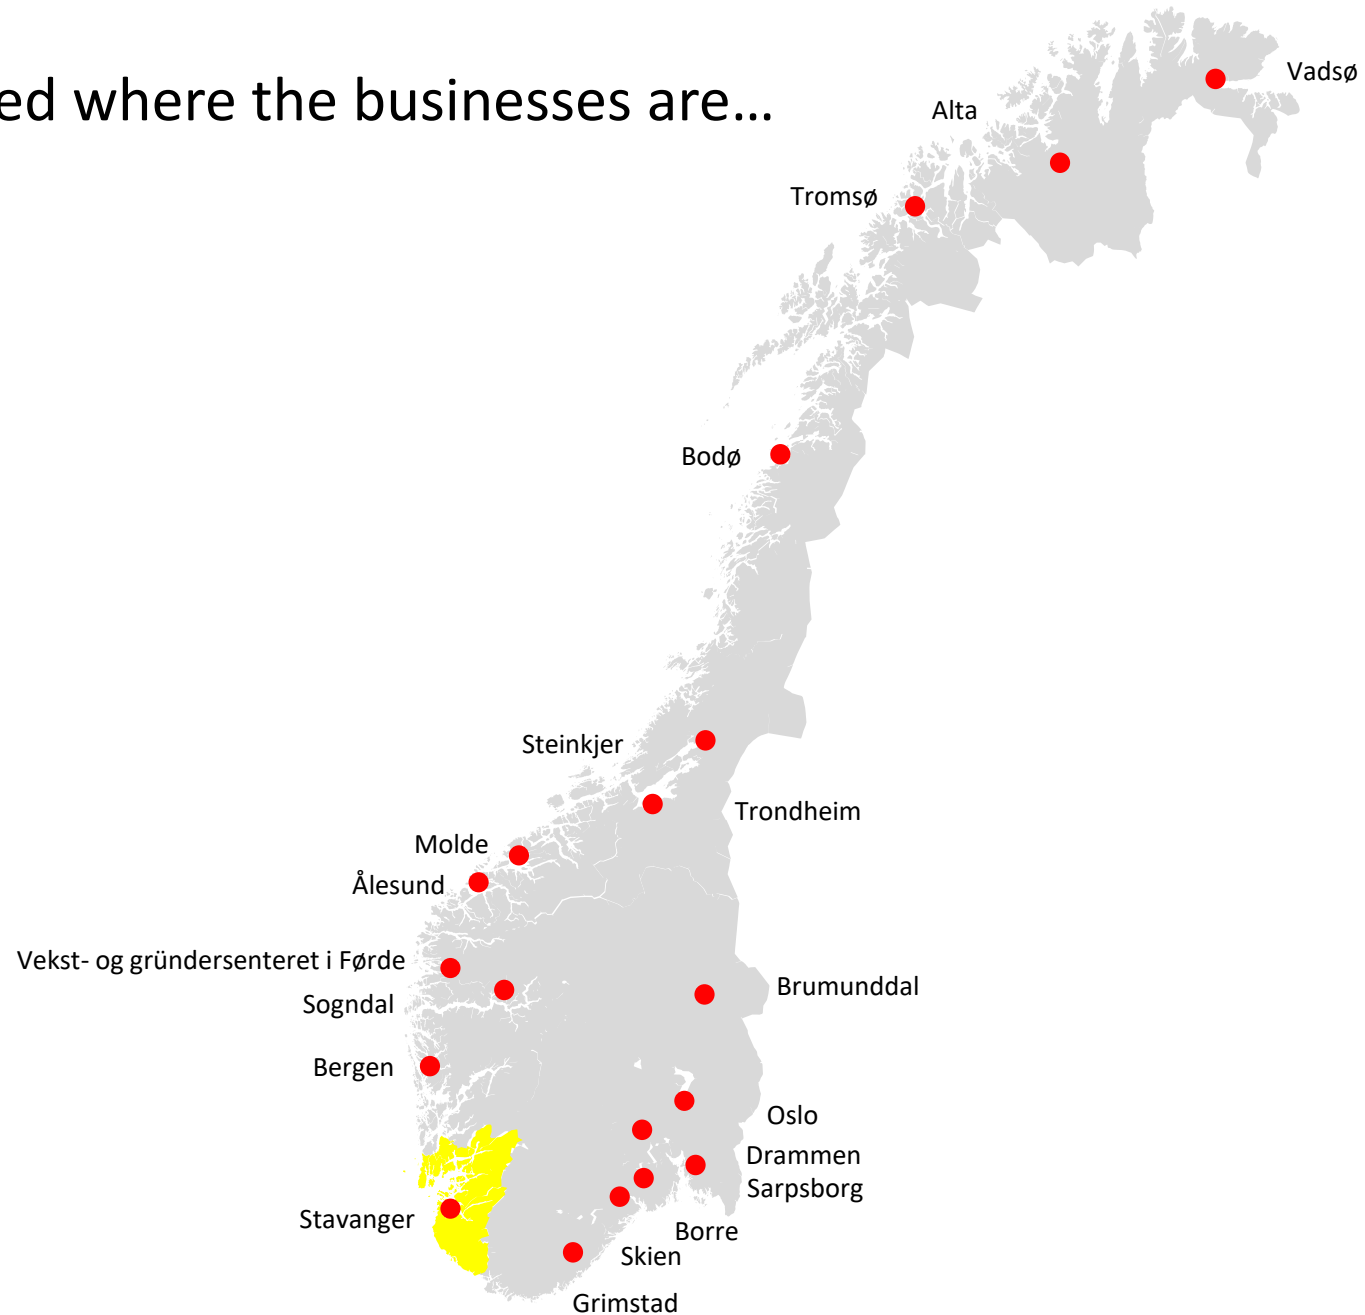 ed where the businesses are…
Vadsø
Alta
Tromsø
Bodø
Steinkjer
Trondheim
Molde
Ålesund
Vekst- og gründersenteret i Førde
Brumunddal
Sogndal
Bergen
Oslo
Drammen
Sarpsborg
Stavanger
Borre
Skien
Grimstad